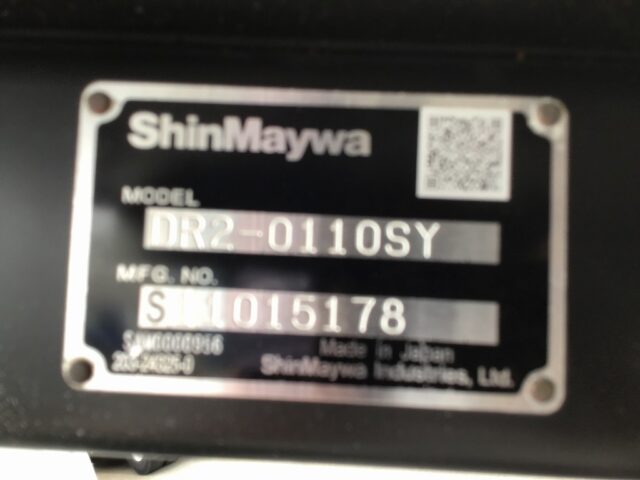 ShinMaywa
MODEL
DR2-0110SY
MFG. NO.
1015178
Made in Japan
ShinMaywa Industries, Ltd.